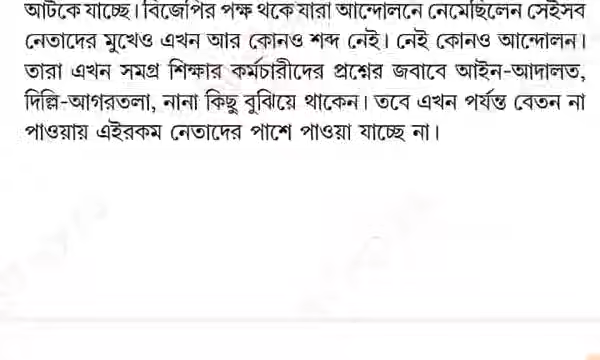 আটকে যাচ্ছে। বিজেপির পক্ষ থেকে যারা আন্দোলনে নেমেছিলেন সেইসব
নেতাদের মুখেও এখন আর কোনও শব্দ নেই। নেই কোনও আন্দোলন।
তারা এখন সমগ্র শিক্ষার কর্মচারীদের প্রশ্নের জবাবে আইন-আদালত,
দিল্লি-আগরতলা, নানা কিছু বুঝিয়ে থাকেন। তবে এখন পর্যন্ত বেতন না
পাওয়ায় এইরকম নেতাদের পাশে পাওয়া যাচ্ছে না।